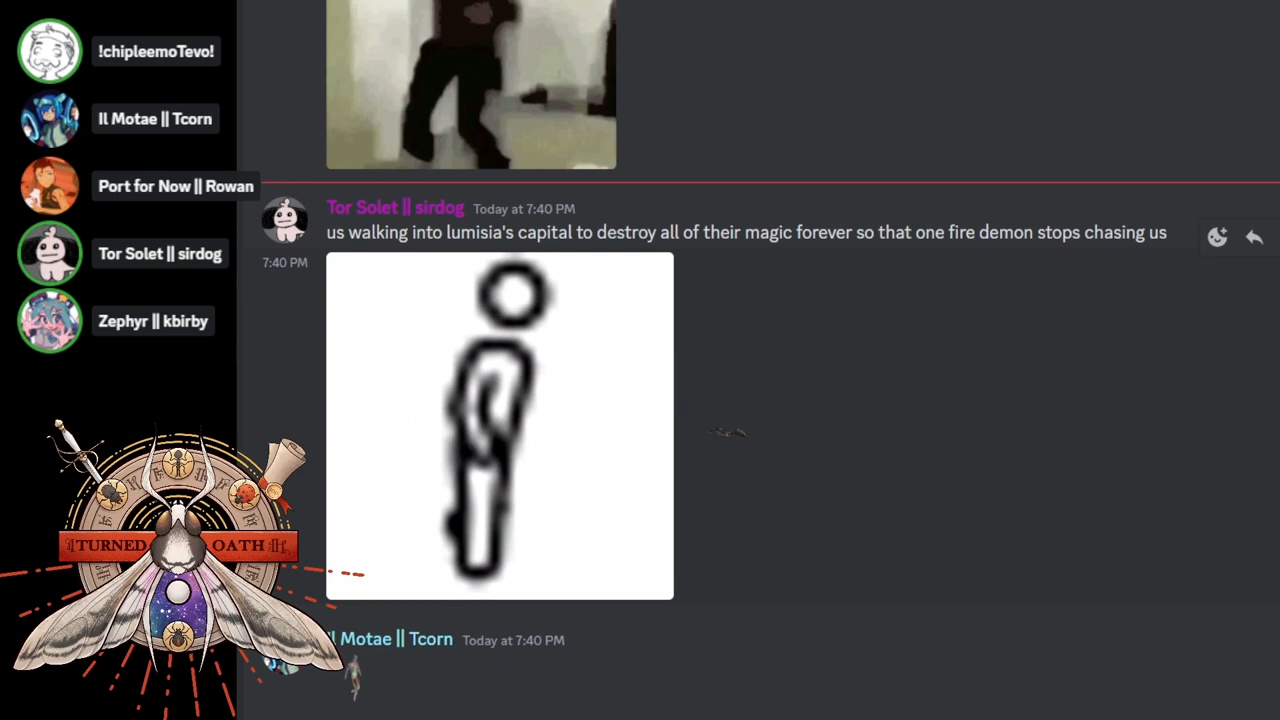 !chipleemoTevo!
Il Motae || Tcorn
Port for Now || Rowan
Tor Solet || sirdog
Zephyr || kbirby
TURNED OATH
Tor Solet || sirdog Today at 7:40 PM
us walking into lumisia's capital to destroy all of their magic forever so that one fire demon stops chasing us
7:40 PM
Il Motae || Tcorn Today at 7:40 PM